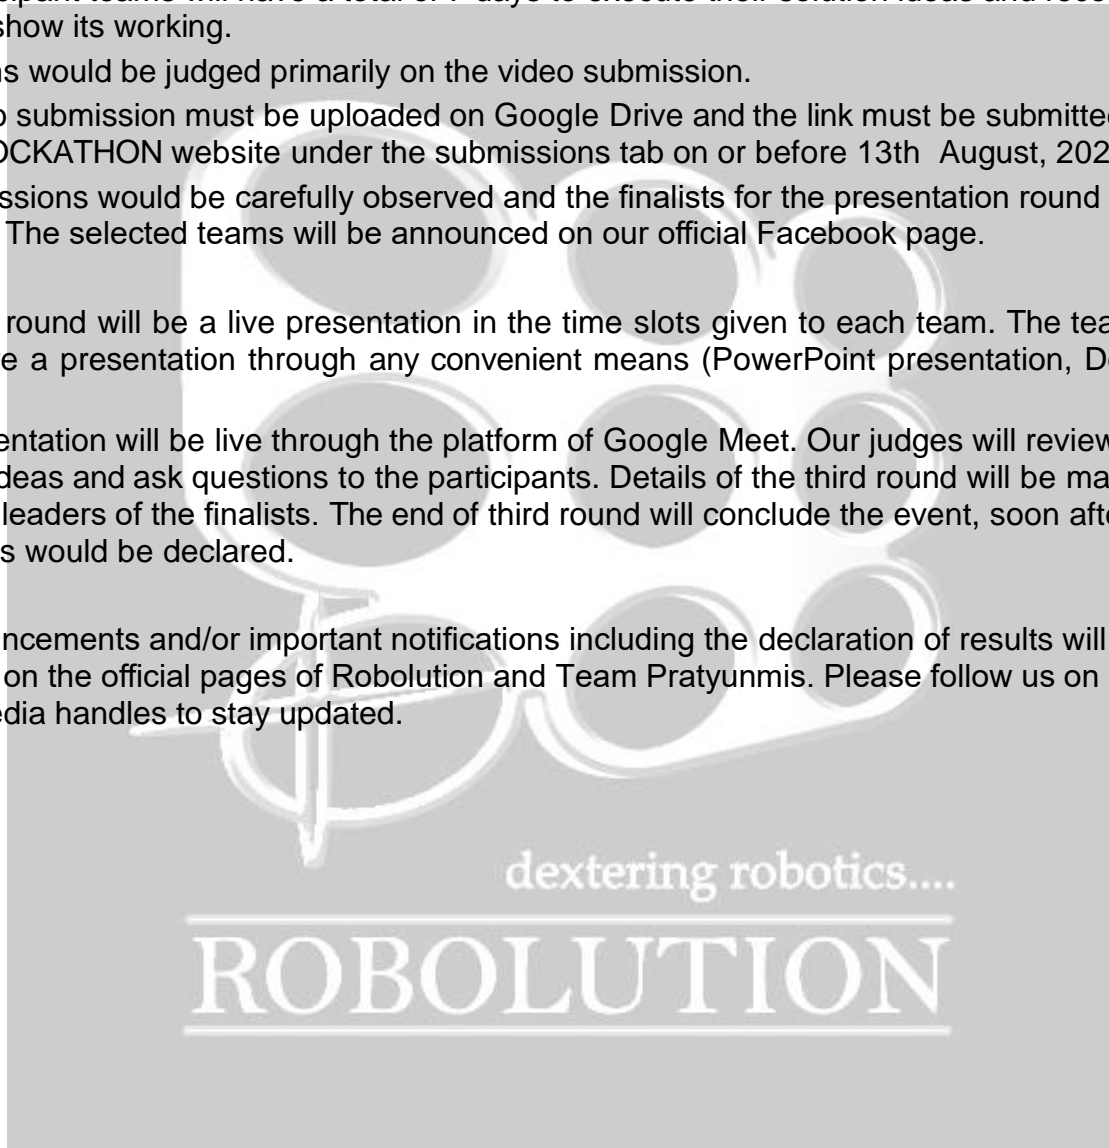 show its working.
s would be judged primarily on the video submission.
submission must be uploaded on Google Drive and the link must be submitted
OCKATHON website under the submissions tab on or before 13th August, 202
ssions would be carefully observed and the finalists for the presentation round
The selected teams will be announced on our official Facebook page.
round will be a live presentation in the time slots given to each team. The tea
e a presentation through any convenient means (PowerPoint presentation, D
entation will be live through the platform of Google Meet. Our judges will review
deas and ask questions to the participants. Details of the third round will be ma
leaders of the finalists. The end of third round will conclude the event, soon aft
s would be declared.
ncements and/or important notifications including the declaration of results will
on the official pages of Robolution and Team Pratyunmis. Please follow us on
edia handles to stay updated.
dextering robotics....
ROBOLUTION